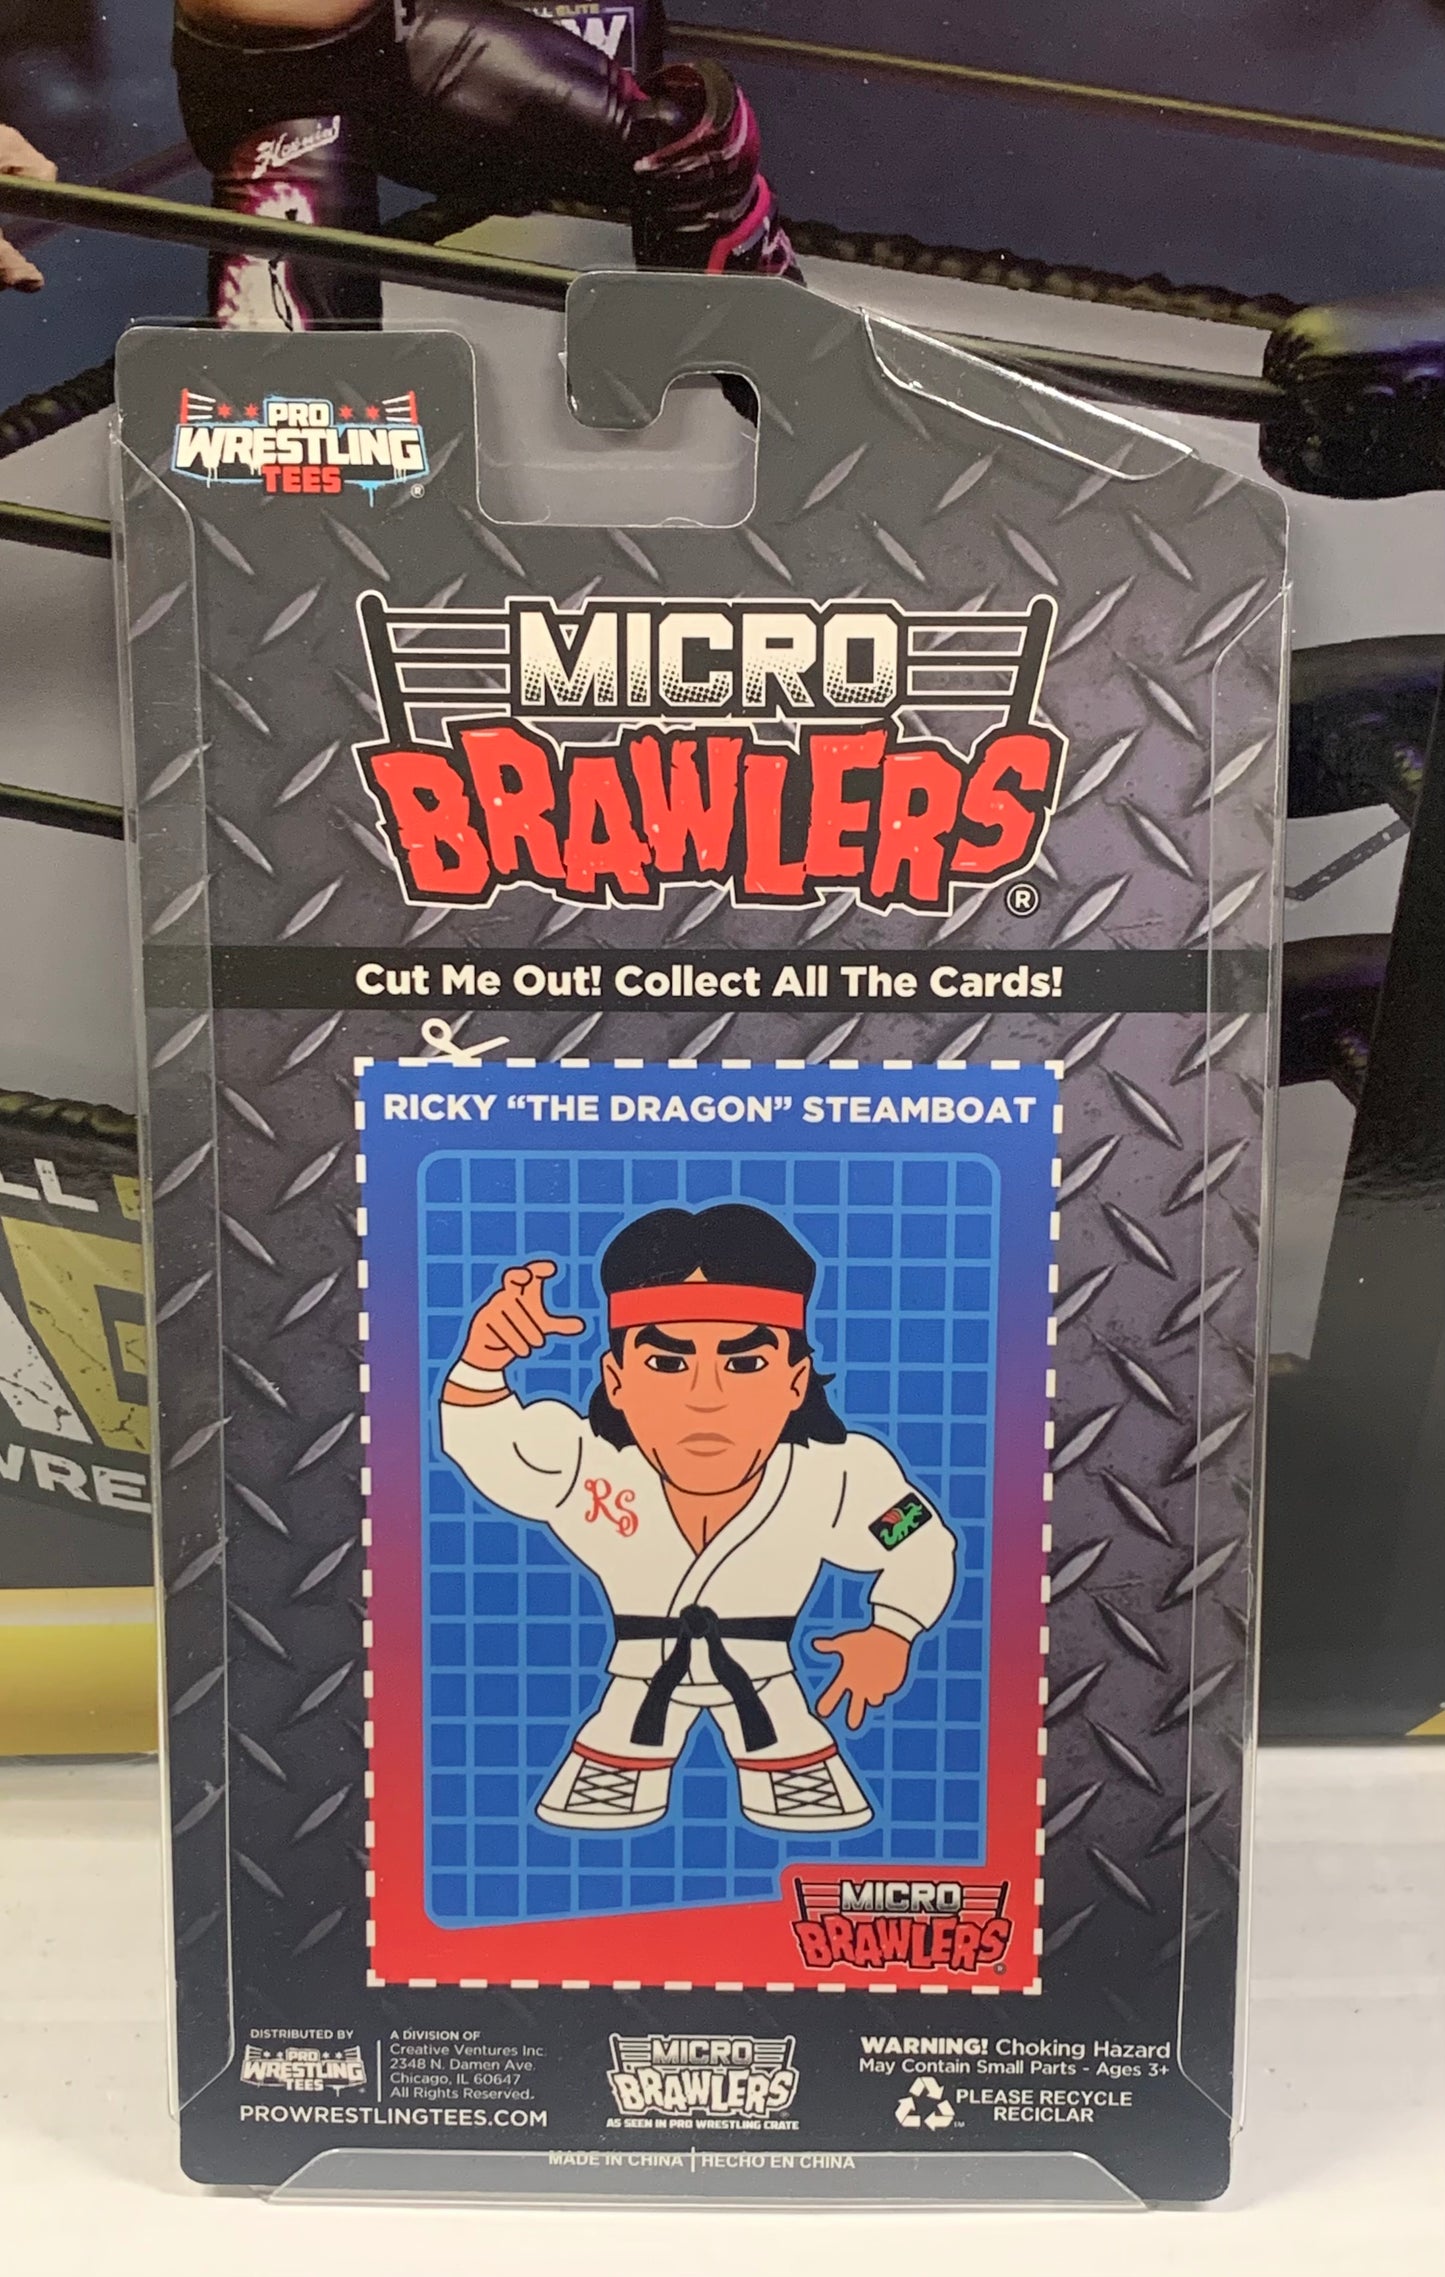 PRO
WRESTLING
TEES
®
MICRO
BRAWLERS
®
Cut Me Out! Collect All The Cards!
RICKY “THE DRAGON” STEAMBOAT
RS
MICRO
BRAWLERS
®
DISTRIBUTED BY
PRO
WRESTLING
TEES
PROWRESTLINGTEES.COM
A DIVISION OF
Creative Ventures Inc.
2348 N. Damen Ave.
Chicago, IL 60647
All Rights Reserved.
MICRO
BRAWLERS
AS SEEN IN PRO WRESTLING CRATE
WARNING! Choking Hazard
May Contain Small Parts - Ages 3+
PLEASE RECYCLE
RECICLAR
MADE IN CHINA | HECHO EN CHINA